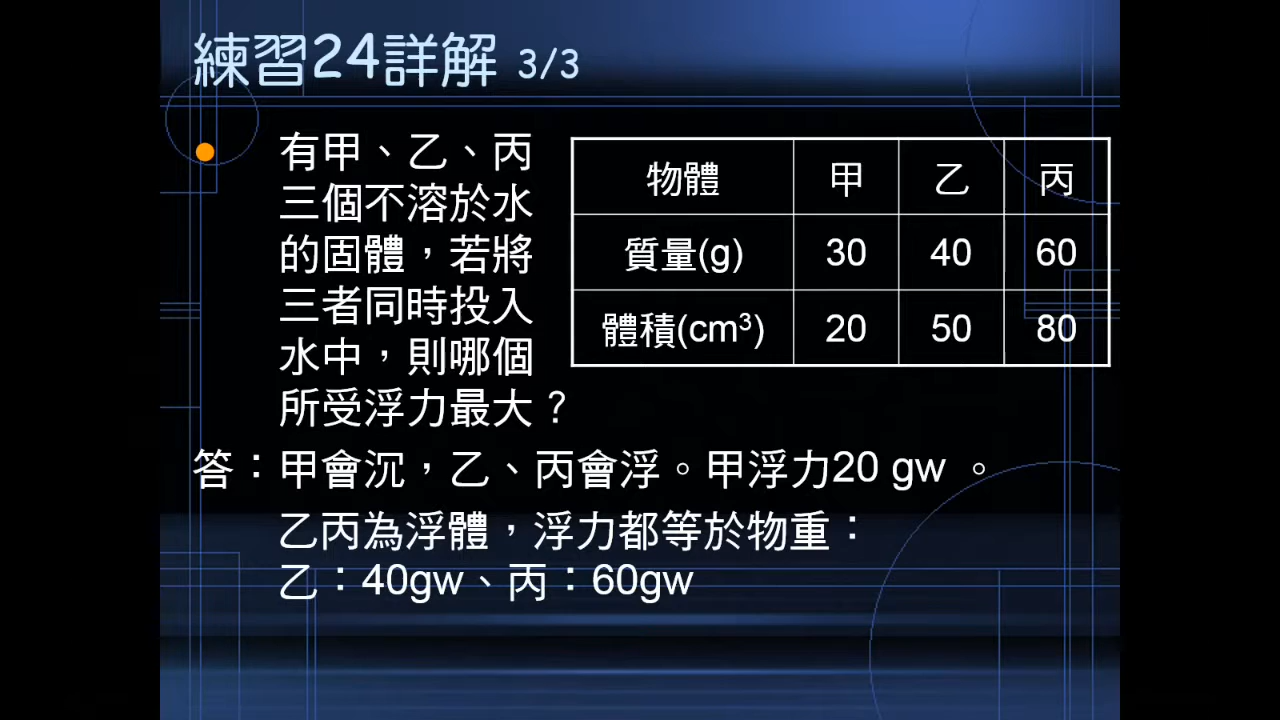 練習24詳解 3/3
有甲、乙、丙
三個不溶於水
的固體，若將
三者同時投入
水中，則哪個
所受浮力最大？
物體 甲 乙 丙
質量(g) 30 40 60
體積(cm³) 20 50 80
答：甲會沉，乙、丙會浮。甲浮力20 gw 。
乙丙為浮體，浮力都等於物重：
乙：40gw、丙：60gw